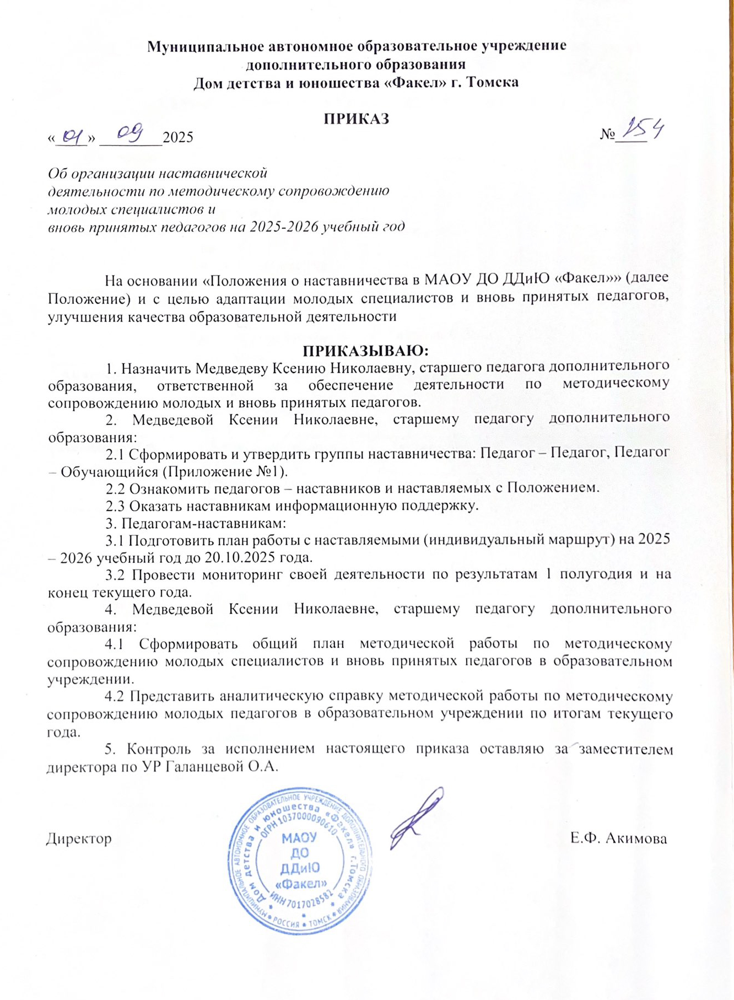 Муниципальное автономное образовательное учреждение
дополнительного образования
Дом детства и юношества «Факел» г. Томска
ПРИКАЗ
«01» 09 2025 № 254
Об организации наставнической
деятельности по методическому сопровождению
молодых специалистов и
вновь принятых педагогов на 2025-2026 учебный год
На основании «Положения о наставничества в МАОУ ДО ДДиЮ «Факел»» (далее
Положение) и с целью адаптации молодых специалистов и вновь принятых педагогов,
улучшения качества образовательной деятельности
ПРИКАЗЫВАЮ:
1. Назначить Медведеву Ксению Николаевну, старшего педагога дополнительного
образования, ответственной за обеспечение деятельности по методическому
сопровождению молодых и вновь принятых педагогов.
2. Медведевой Ксении Николаевне, старшему педагогу дополнительного
образования:
2.1 Сформировать и утвердить группы наставничества: Педагог – Педагог, Педагог
– Обучающийся (Приложение №1).
2.2 Ознакомить педагогов – наставников и наставляемых с Положением.
2.3 Оказать наставникам информационную поддержку.
3. Педагогам-наставникам:
3.1 Подготовить план работы с наставляемыми (индивидуальный маршрут) на 2025
– 2026 учебный год до 20.10.2025 года.
3.2 Провести мониторинг своей деятельности по результатам 1 полугодия и на
конец текущего года.
4. Медведевой Ксении Николаевне, старшему педагогу дополнительного
образования:
4.1 Сформировать общий план методической работы по методическому
сопровождению молодых специалистов и вновь принятых педагогов в образовательном
учреждении.
4.2 Представить аналитическую справку методической работы по методическому
сопровождению молодых педагогов в образовательном учреждении по итогам текущего
года.
5. Контроль за исполнением настоящего приказа оставляю за заместителем
директора по УР Галанцевой О.А.
Директор Е.Ф. Акимова
МУНИЦИПАЛЬНОЕ АВТОНОМНОЕ ОБРАЗОВАТЕЛЬНОЕ УЧРЕЖДЕНИЕ ДОПОЛНИТЕЛЬНОГО ОБРАЗОВАНИЯ
РОССИЯ • ТОМСК
Дом детства и юношества «Факел» г.Томска
ОГРН 1037000090610
МАОУ
ДО
ДДиЮ
«Факел»
ИНН 7017028582